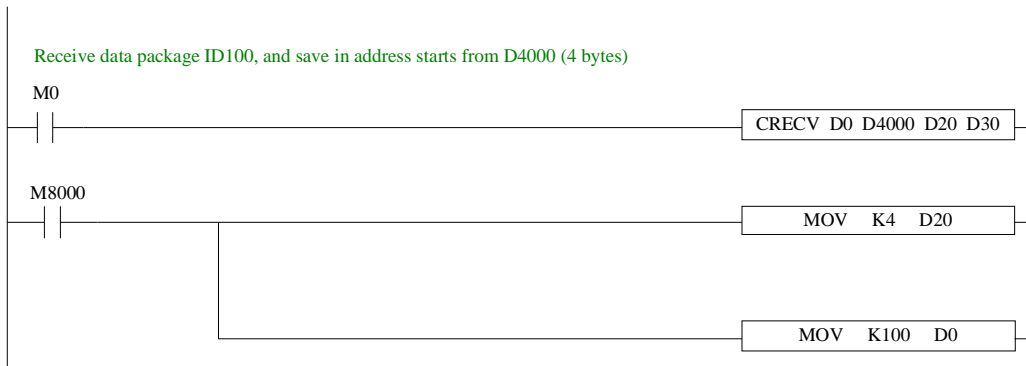 Receive data package ID100, and save in address starts from D4000 (4 bytes)
M0
CRECV D0 D4000 D20 D30
M8000
MOV K4 D20
MOV K100 D0